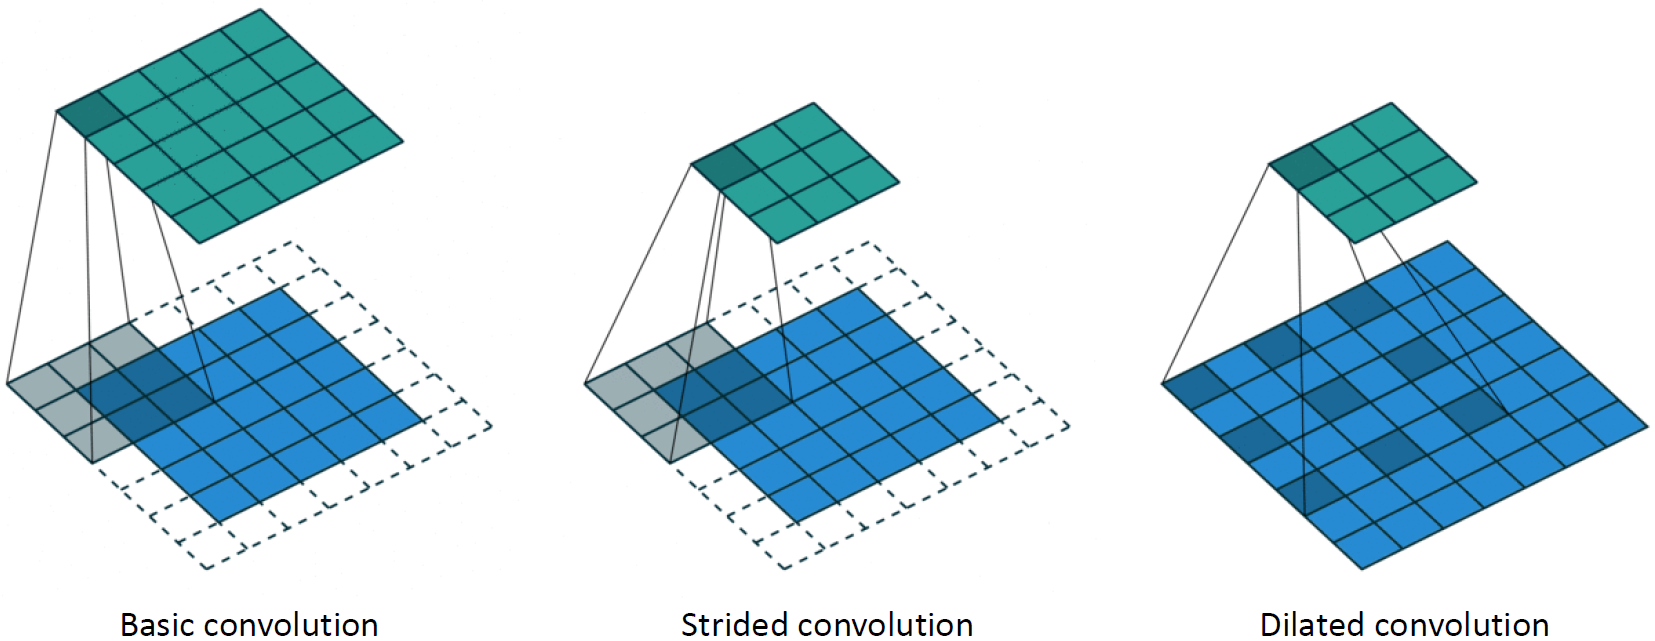 Basic convolution
Strided convolution
Dilated convolution